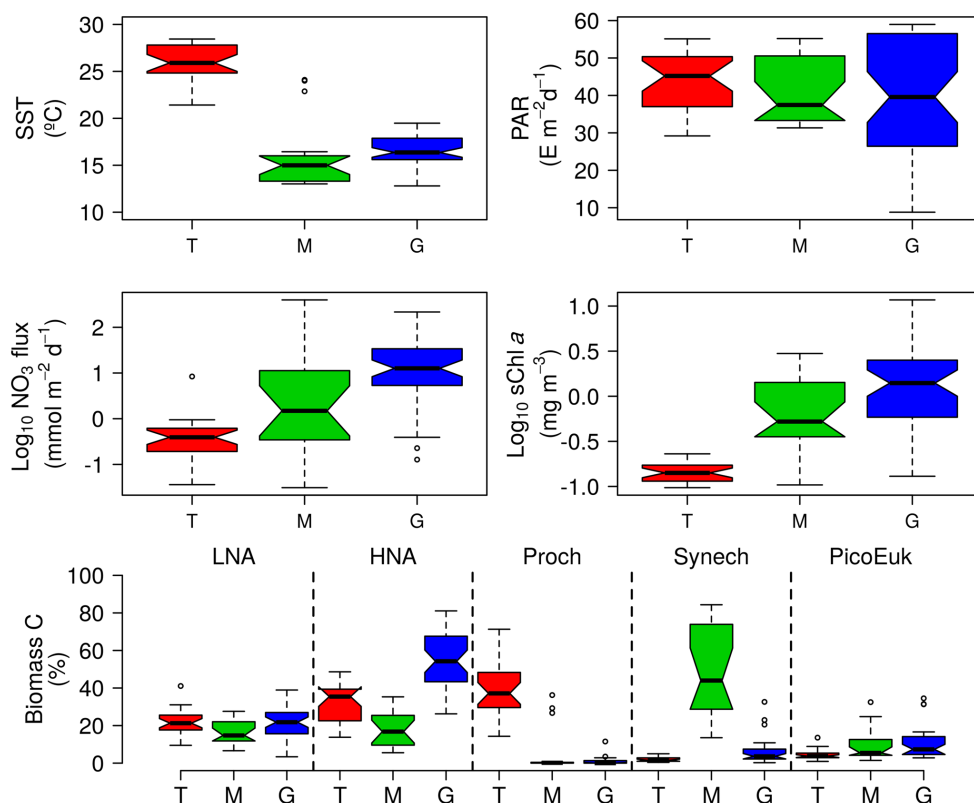 SST
(ºC)
30
25
20
15
10
T M G
PAR
(E m⁻²d⁻¹)
60
50
40
30
20
10
T M G
Log₁₀ NO₃ flux
(mmol m⁻² d⁻¹)
2
1
0
-1
T M G
Log₁₀ sChl a
(mg m⁻³)
1.0
0.5
0.0
-0.5
-1.0
T M G
LNA HNA Proch Synech PicoEuk
Biomass C
(%)
100
80
60
40
20
0
T M G T M G T M G T M G T M G